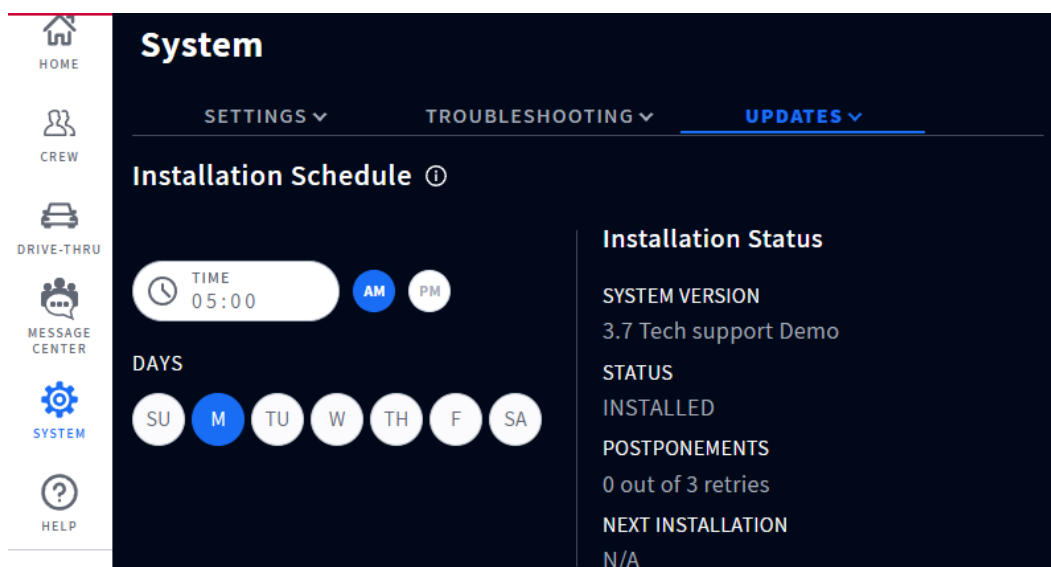 HOME
CREW
DRIVE-THRU
MESSAGE
CENTER
SYSTEM
HELP
System
SETTINGS
TROUBLESHOOTING
UPDATES
Installation Schedule
TIME
05:00
AM
PM
DAYS
SU
M
TU
W
TH
F
SA
Installation Status
SYSTEM VERSION
3.7 Tech support Demo
STATUS
INSTALLED
POSTPONEMENTS
0 out of 3 retries
NEXT INSTALLATION
N/A